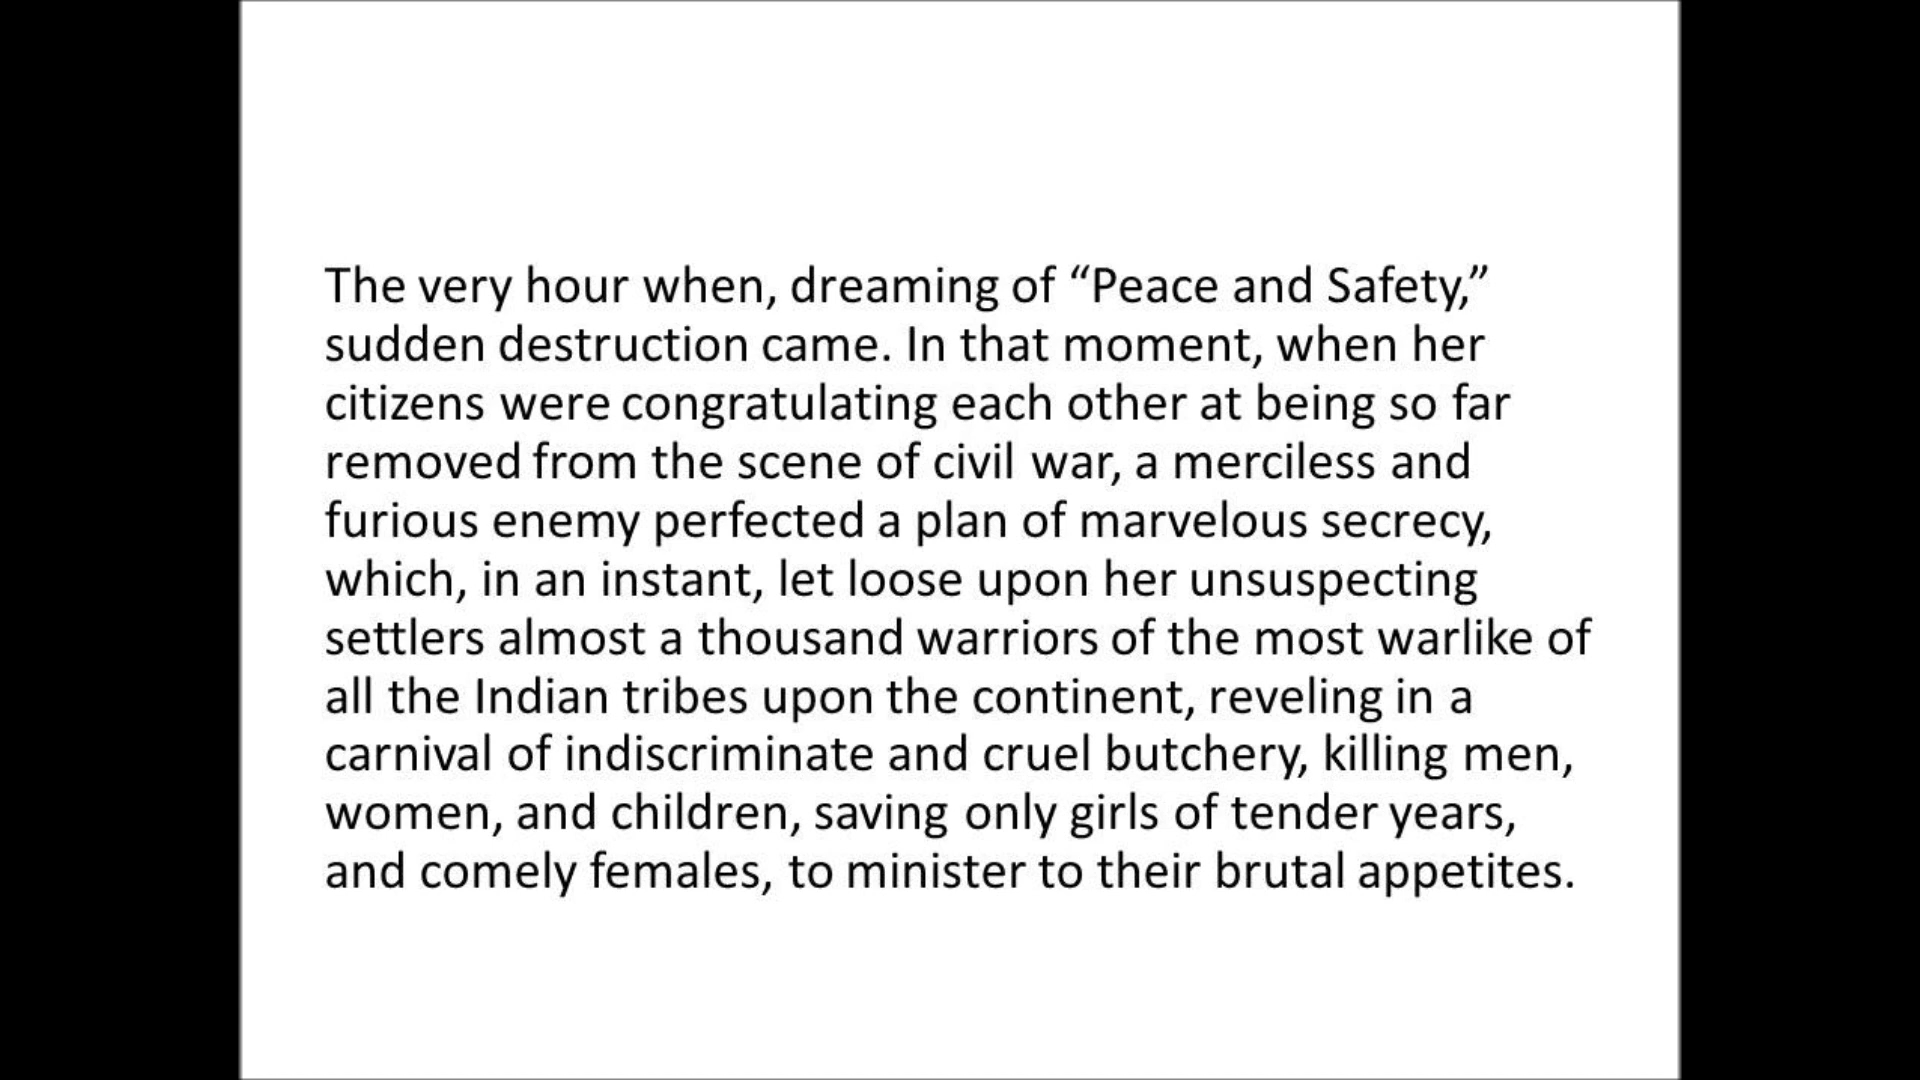 The very hour when, dreaming of “Peace and Safety,”
sudden destruction came. In that moment, when her
citizens were congratulating each other at being so far
removed from the scene of civil war, a merciless and
furious enemy perfected a plan of marvelous secrecy,
which, in an instant, let loose upon her unsuspecting
settlers almost a thousand warriors of the most warlike of
all the Indian tribes upon the continent, reveling in a
carnival of indiscriminate and cruel butchery, killing men,
women, and children, saving only girls of tender years,
and comely females, to minister to their brutal appetites.